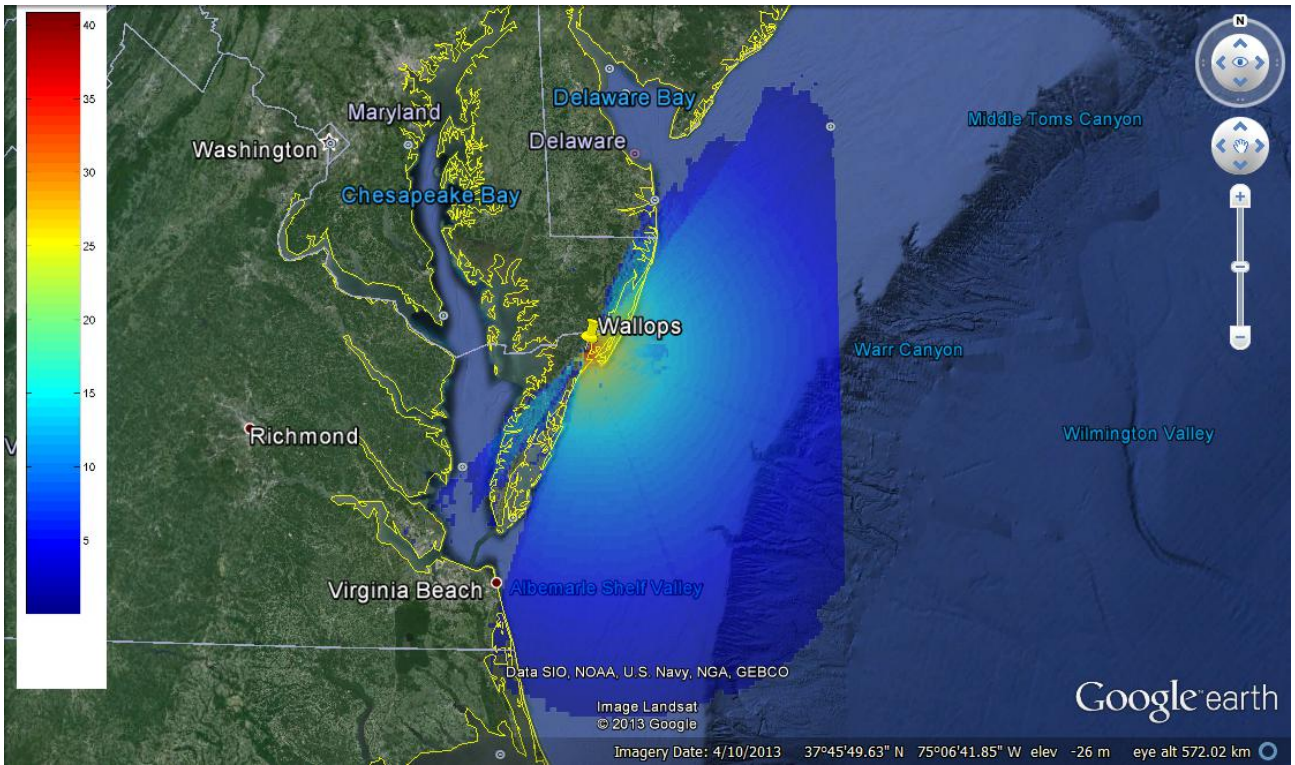 40
35
30
25
20
15
10
5
N
Maryland
Delaware Bay
Middle Toms Canyon
Washington
Delaware
Chesapeake Bay
Wallops
Warr Canyon
V
Richmond
Wilmington Valley
Virginia Beach
Albemarle Shelf Valley
Data SIO, NOAA, U.S. Navy, NGA, GEBCO
Image Landsat
© 2013 Google
Google earth
Imagery Date: 4/10/2013 37°45'49.63" N 75°06'41.85" W elev -26 m eye alt 572.02 km